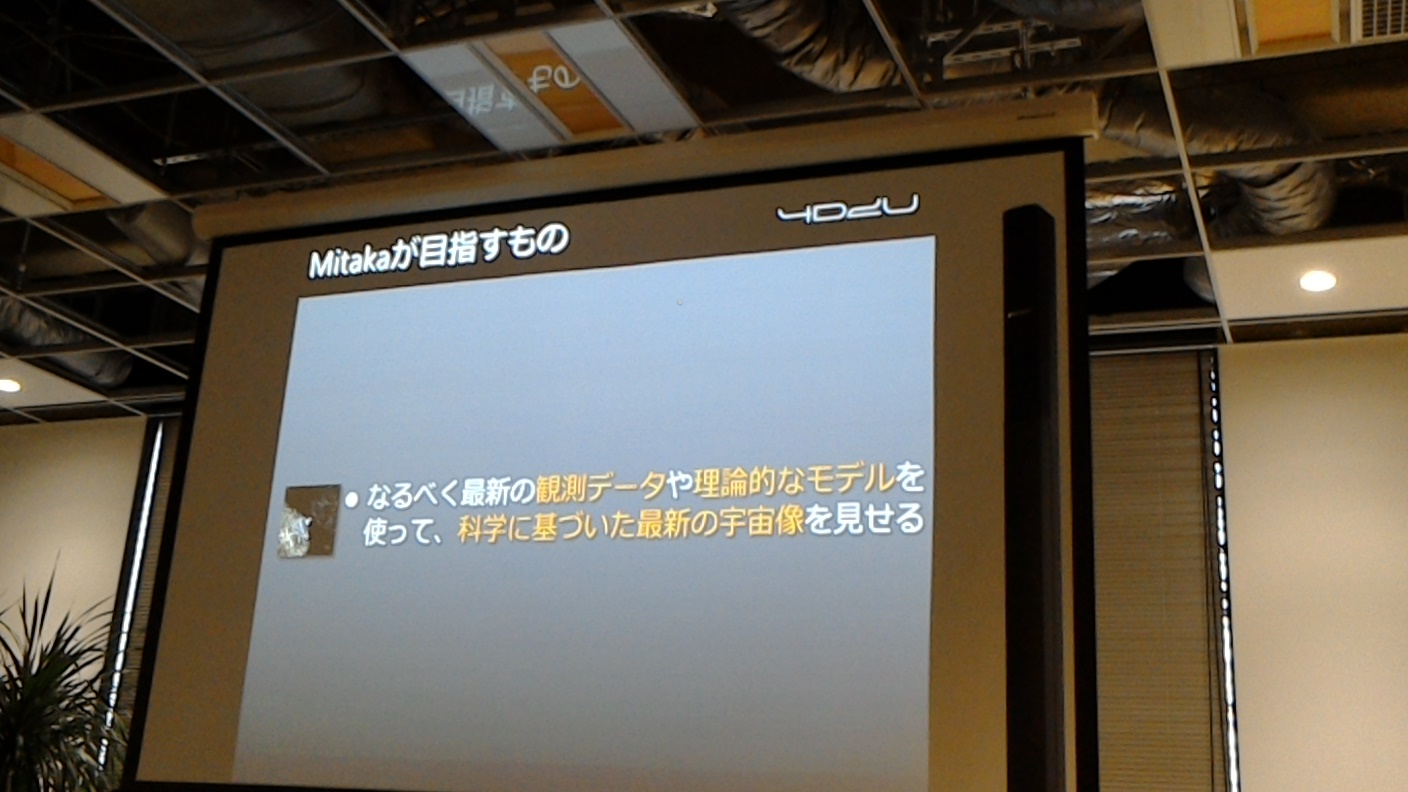 Mitakaが目指すもの
4D2U
● なるべく最新の観測データや理論的なモデルを
使って、科学に基づいた最新の宇宙像を見せる